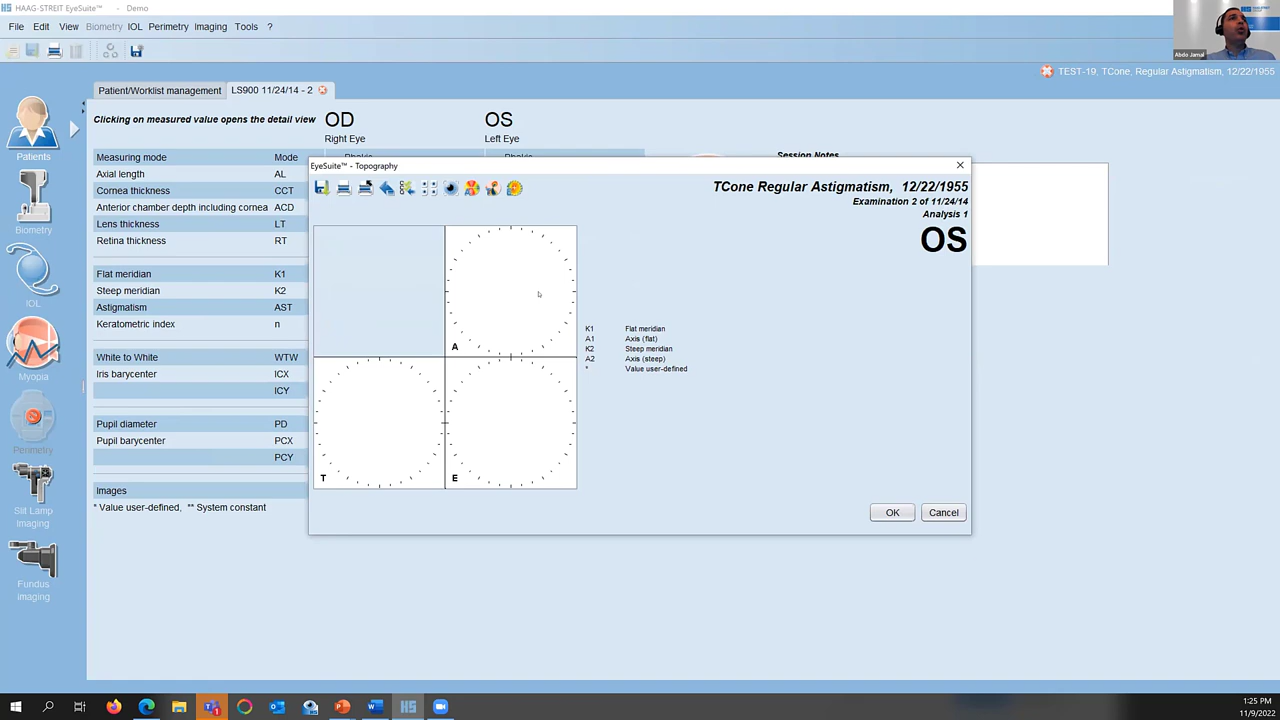 HAAG-STREIT EyeSuite™ - Demo
File Edit View Biometry IOL Perimetry Imaging Tools ?
Abdo Jamal
TEST-19, TCone, Regular Astigmatism, 12/22/1955
Patient/Worklist management LS900 11/24/14 - 2
Clicking on measured value opens the detail view OD OS
Right Eye Left Eye
Measuring mode Mode Phakic Phakic Session Notes
Axial length AL
Cornea thickness CCT
Anterior chamber depth including cornea ACD
Lens thickness LT
Retina thickness RT
Flat meridian K1
Steep meridian K2
Astigmatism AST
Keratometric index n
White to White WTW
Iris barycenter ICX
ICY
Pupil diameter PD
Pupil barycenter PCX
PCY
Images
* Value user-defined, ** System constant
Patients
Biometry
IOL
Myopia
Perimetry
Slit Lamp
Imaging
Fundus
imaging
EyeSuite™ - Topography
TCone Regular Astigmatism, 12/22/1955
Examination 2 of 11/24/14
Analysis 1
OS
A
T
E
K1 Flat meridian
A1 Axis (flat)
K2 Steep meridian
A2 Axis (steep)
* Value user-defined
OK Cancel
1:25 PM
11/9/2022